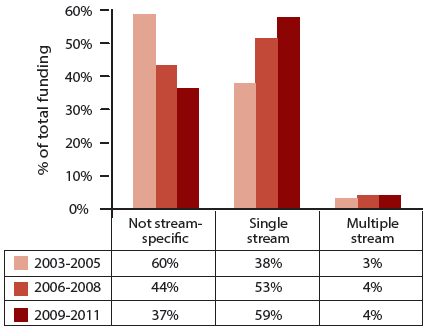 % of total funding
60%
50%
40%
30%
20%
10%
0%
Not stream-
specific
Single
stream
Multiple
stream
2003-2005 60% 38% 3%
2006-2008 44% 53% 4%
2009-2011 37% 59% 4%